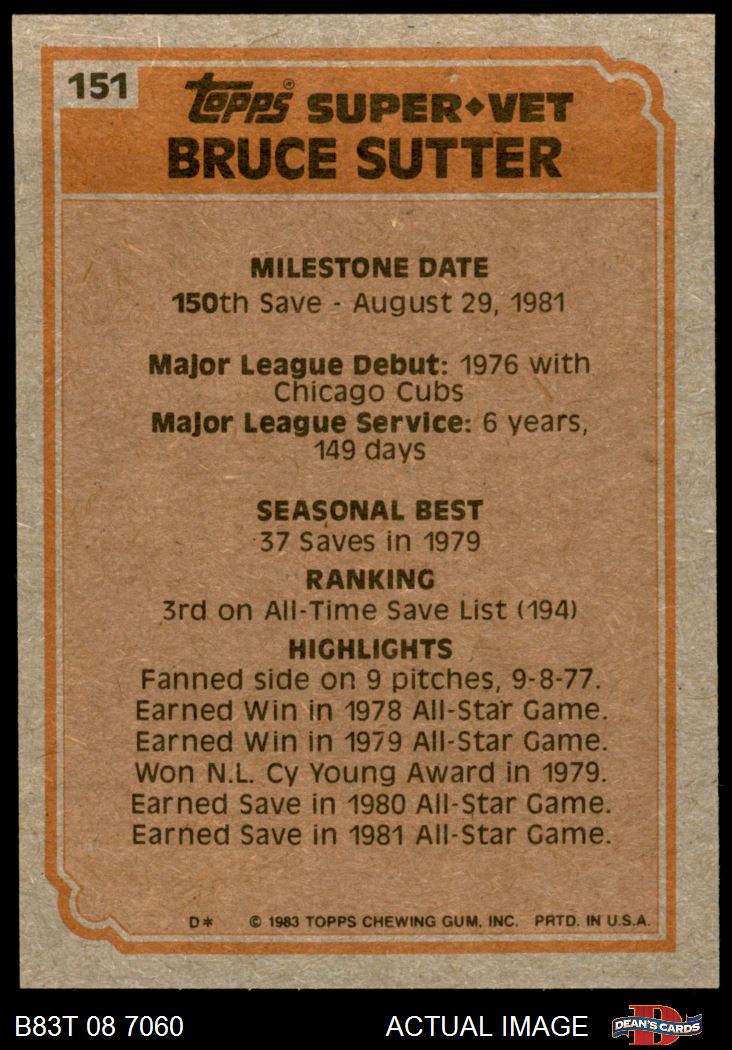 151
Topps® SUPER♦VET
BRUCE SUTTER
MILESTONE DATE
150th Save - August 29, 1981
Major League Debut: 1976 with
Chicago Cubs
Major League Service: 6 years,
149 days
SEASONAL BEST
37 Saves in 1979
RANKING
3rd on All-Time Save List (194)
HIGHLIGHTS
Fanned side on 9 pitches, 9-8-77.
Earned Win in 1978 All-Star Game.
Earned Win in 1979 All-Star Game.
Won N.L. Cy Young Award in 1979.
Earned Save in 1980 All-Star Game.
Earned Save in 1981 All-Star Game.
D* © 1983 TOPPS CHEWING GUM, INC. PRTD. IN U.S.A.
B83T 08 7060 ACTUAL IMAGE D DEAN'S CARDS